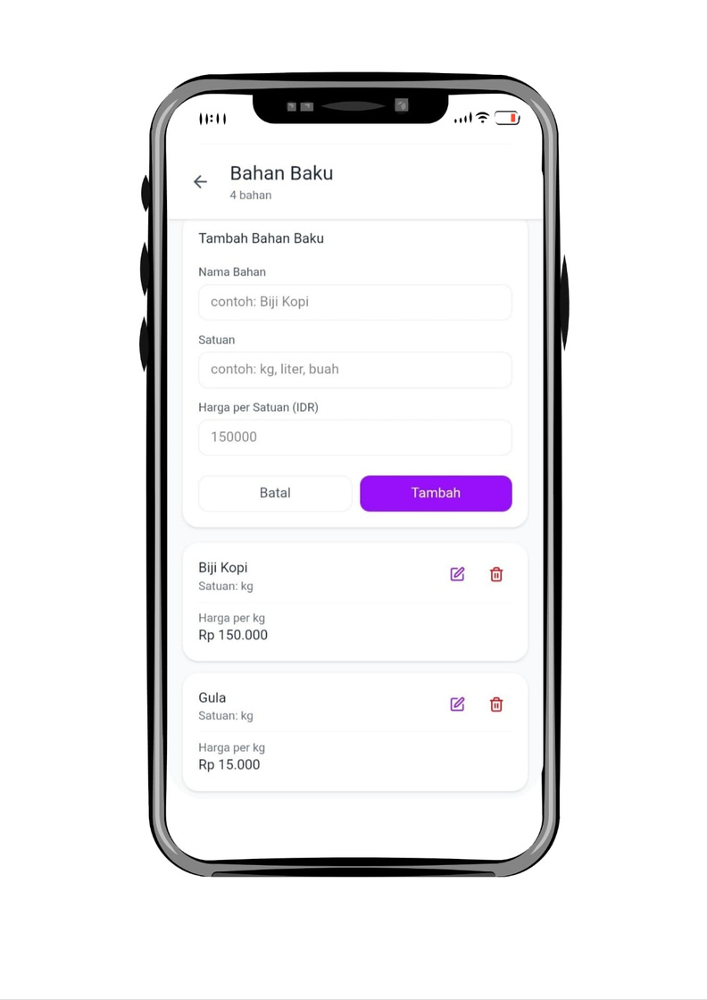 11:11
Bahan Baku
4 bahan
Tambah Bahan Baku
Nama Bahan
contoh: Biji Kopi
Satuan
contoh: kg, liter, buah
Harga per Satuan (IDR)
150000
Batal
Tambah
Biji Kopi
Satuan: kg
Harga per kg
Rp 150.000
Gula
Satuan: kg
Harga per kg
Rp 15.000